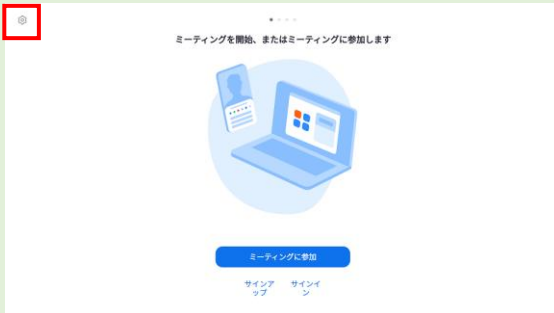 ミーティングを開始、またはミーティングに参加します
ミーティングに参加
サインア
ップ
サインイ
ン